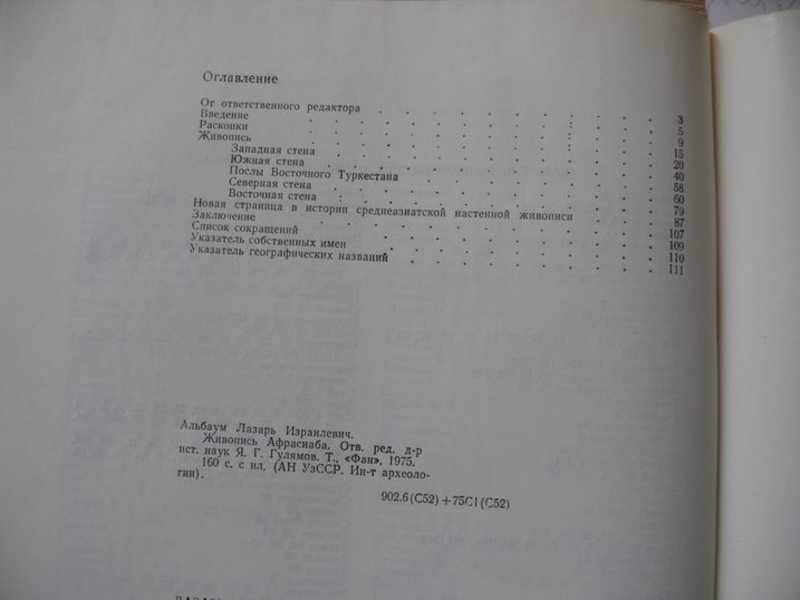 Оглавление
От ответственного редактора . . . . . . . . . . 3
Введение . . . . . . . . . . 5
Раскопки . . . . . . . . . . 9
Живопись . . . . . . . . . . 15
Западная стена . . . . . . . . . . 20
Южная стена . . . . . . . . . . 40
Послы Восточного Туркестана . . . . . . . . 58
Северная стена . . . . . . . . . . 60
Восточная стена . . . . . . . . . . 79
Новая страница в истории среднеазиатской настенной живописи . . . 87
Заключение . . . . . . . . . . 107
Список сокращений . . . . . . . . . . 109
Указатель собственных имен . . . . . . . . . 110
Указатель географических названий . . . . . . . . 111
Альбаум Лазарь Израилевич.
Живопись Афрасиаба. Отв. ред. д-р
ист. наук Я. Г. Гулямов. Т., «Фан», 1975.
160 с. с ил. (АН УзССР. Ин-т археоло-
гии).
902.6(С52)+75С1(С52)